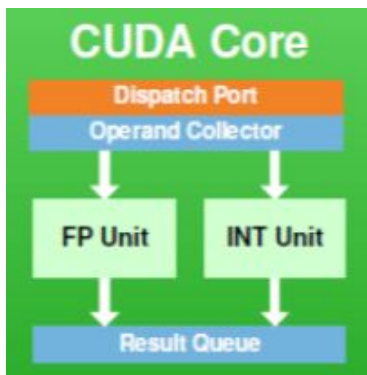 CUDA Core
Dispatch Port
Operand Collector
FP Unit
INT Unit
Result Queue